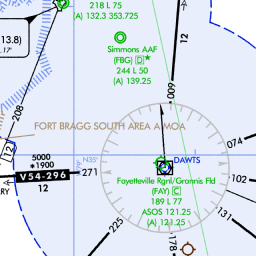 218 L 75
(A) 132.3 353.725
13.8)
17'
Simmons AAF
(FBG) D*
244 L 50
(A) 139.25
12
208
009
FORT BRAGG SOUTH AREA A MOA
074
12
5000
*1900
N35°
DAWTS
V54-296
271
102
RY
12
Fayetteville Rgnl/Grannis Fld
(FAY) C
189 L 77
ASOS 121.25
(A) 121.25
131
225
178